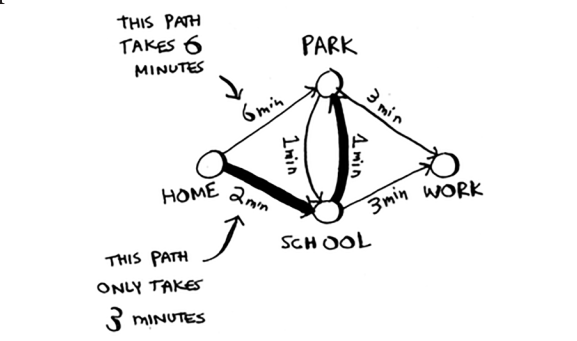 THIS PATH
TAKES 6
MINUTES
PARK
6 min
3 min
1 min
1 min
HOME
2 min
3 min
WORK
SCHOOL
THIS PATH
ONLY TAKES
3 MINUTES